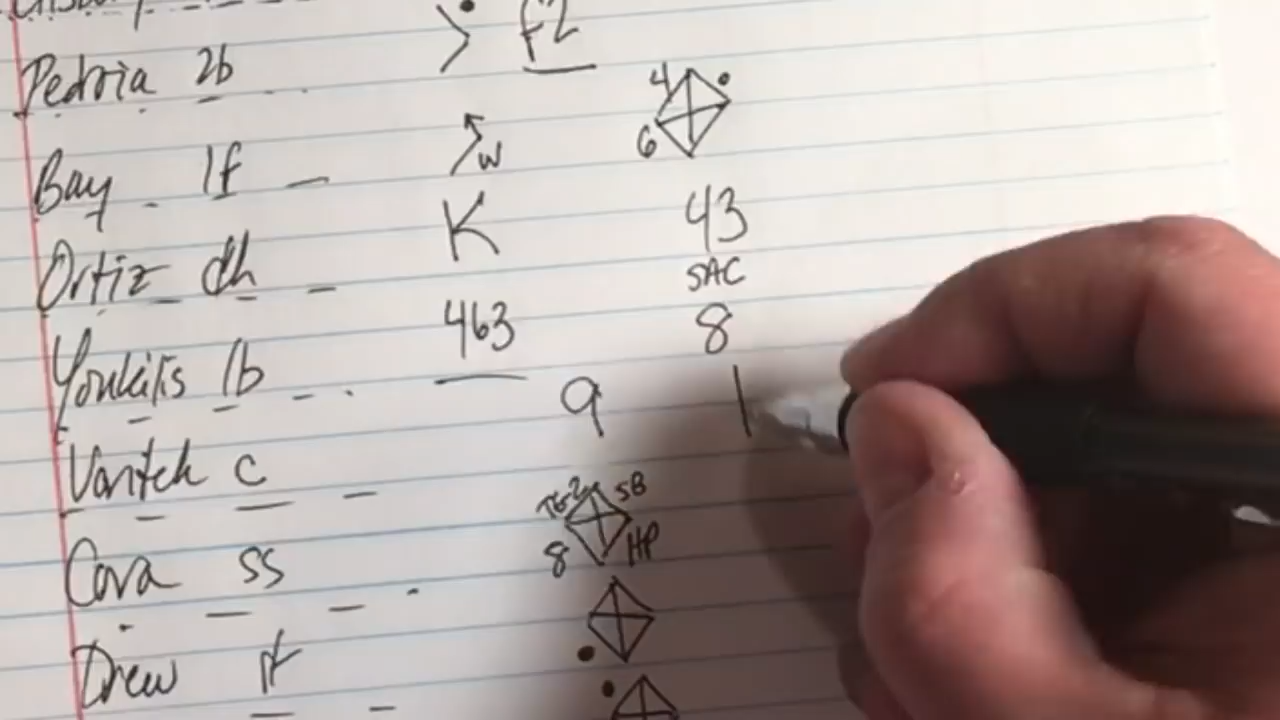 Pedroia 2b F2
4
Bay lf W 6
K 43
Ortiz dh SAC
463 8
Youkilis 1b 9 1
Varitek c SB
HP
Cora ss 8
Drew rf